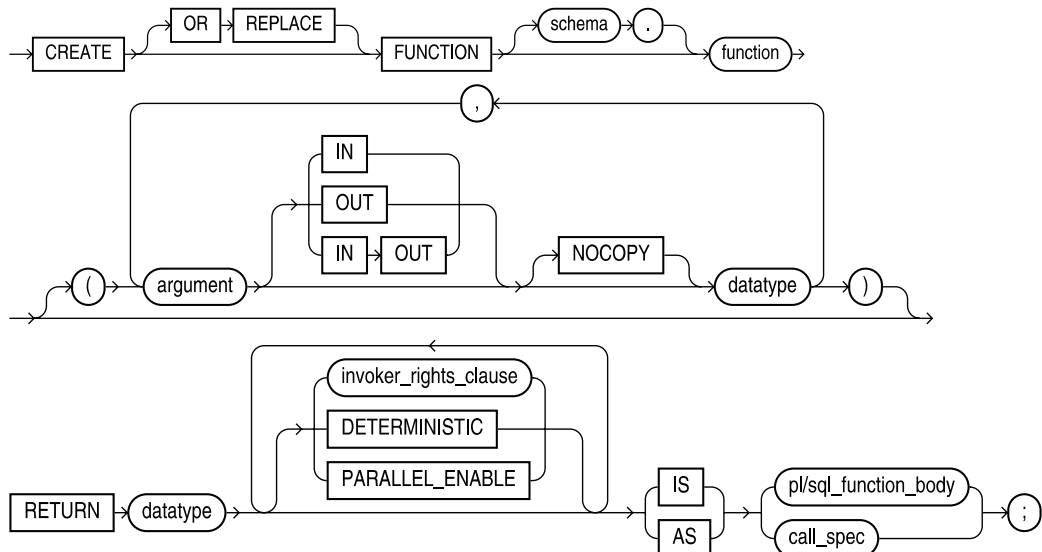 OR REPLACE schema .
CREATE FUNCTION function
,
IN
OUT
IN OUT NOCOPY
( argument datatype )
invoker_rights_clause
DETERMINISTIC
PARALLEL_ENABLE IS pl/sql_function_body
RETURN datatype ;
AS call_spec